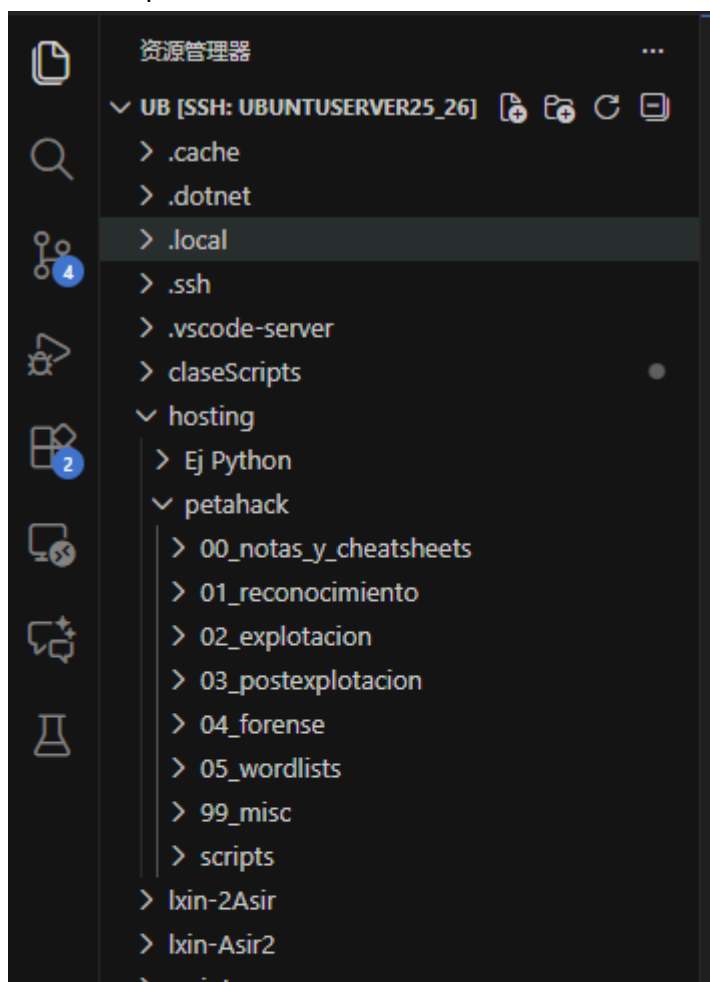 资源管理器 ...
UB [SSH: UBUNTUSERVER25_26]
.cache
.dotnet
.local
4
.ssh
.vscode-server
claseScripts
hosting
2
Ej Python
petahack
00_notas_y_cheatsheets
01_reconocimiento
02_explotacion
03_postexplotacion
04_forense
05_wordlists
99_misc
scripts
lxin-2Asir
lxin-Asir2